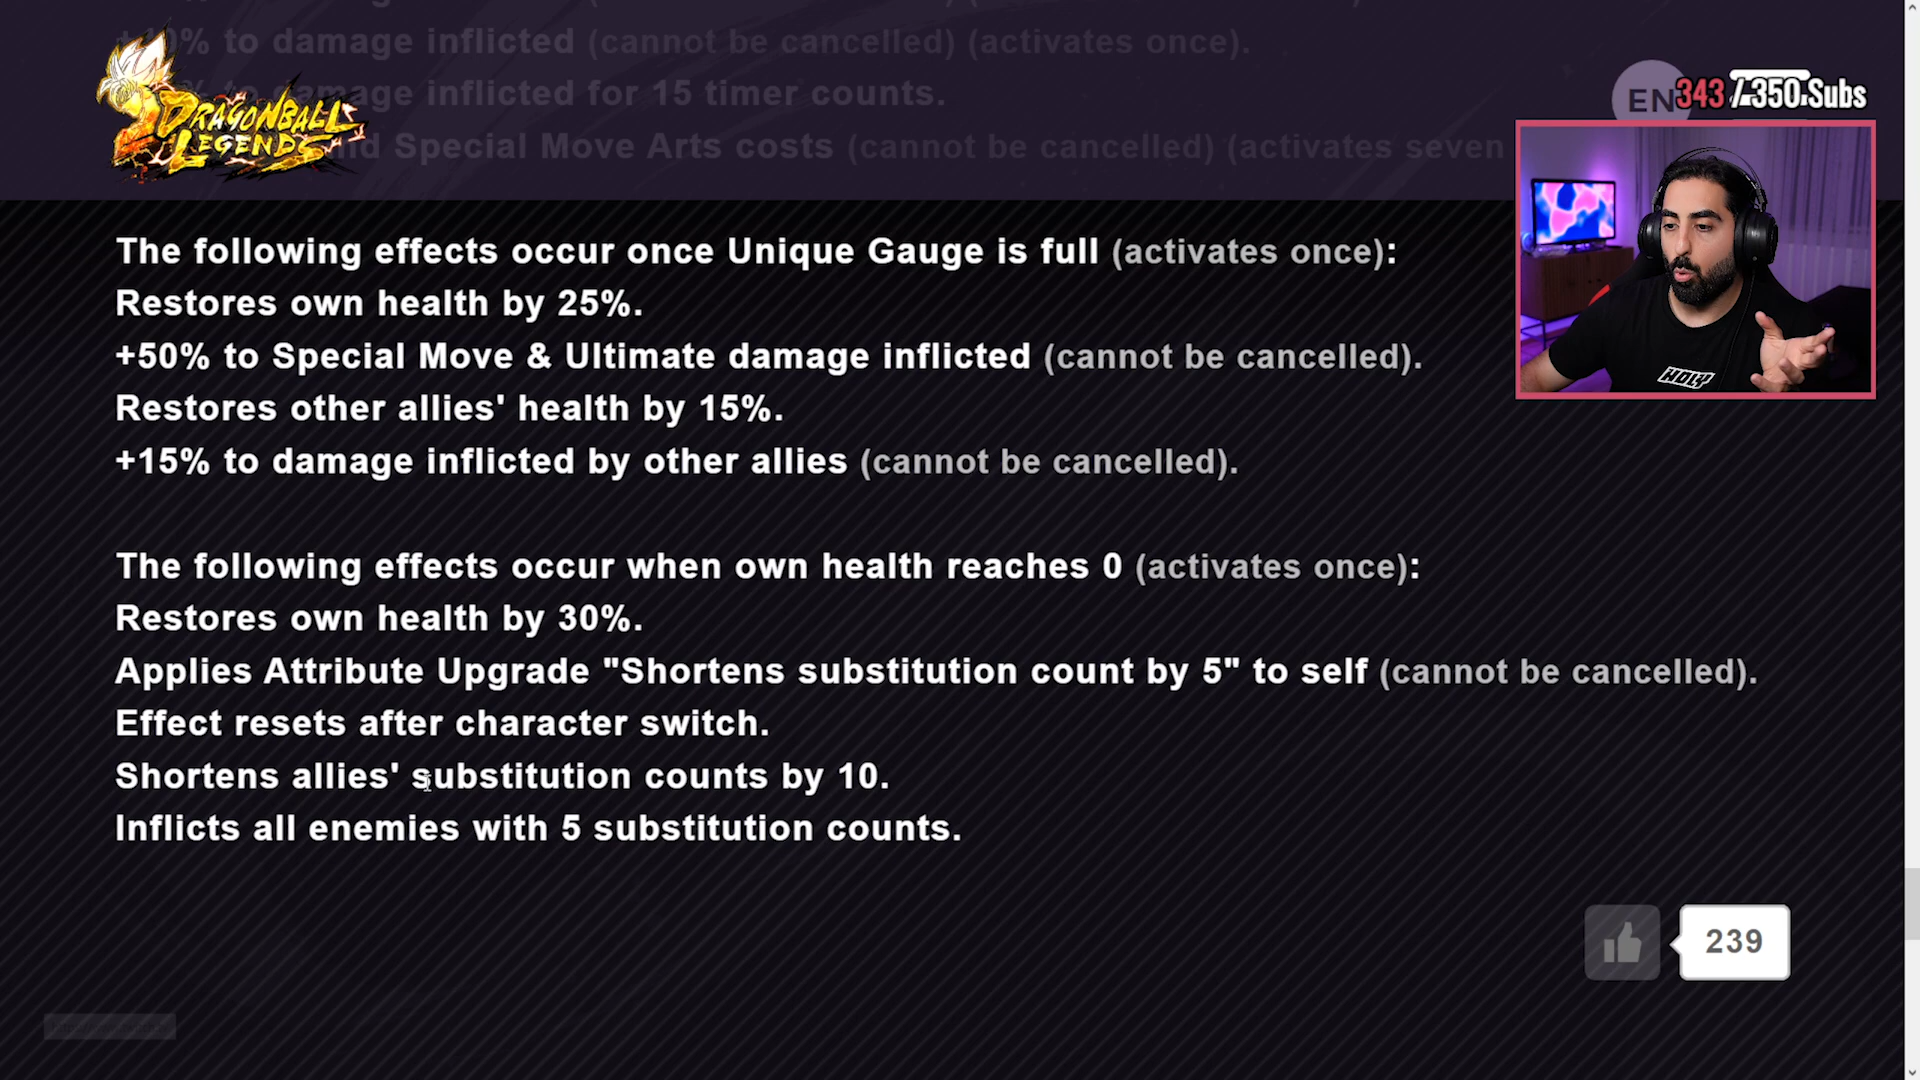 % to damage inflicted (cannot be cancelled) (activates once).
damage inflicted for 15 timer counts.
and Special Move Arts costs (cannot be cancelled) (activates seven
DRAGONBALL
LEGENDS
EN
343 / 350 Subs
HOLY
The following effects occur once Unique Gauge is full (activates once):
Restores own health by 25%.
+50% to Special Move & Ultimate damage inflicted (cannot be cancelled).
Restores other allies' health by 15%.
+15% to damage inflicted by other allies (cannot be cancelled).
The following effects occur when own health reaches 0 (activates once):
Restores own health by 30%.
Applies Attribute Upgrade "Shortens substitution count by 5" to self (cannot be cancelled).
Effect resets after character switch.
Shortens allies' substitution counts by 10.
Inflicts all enemies with 5 substitution counts.
239